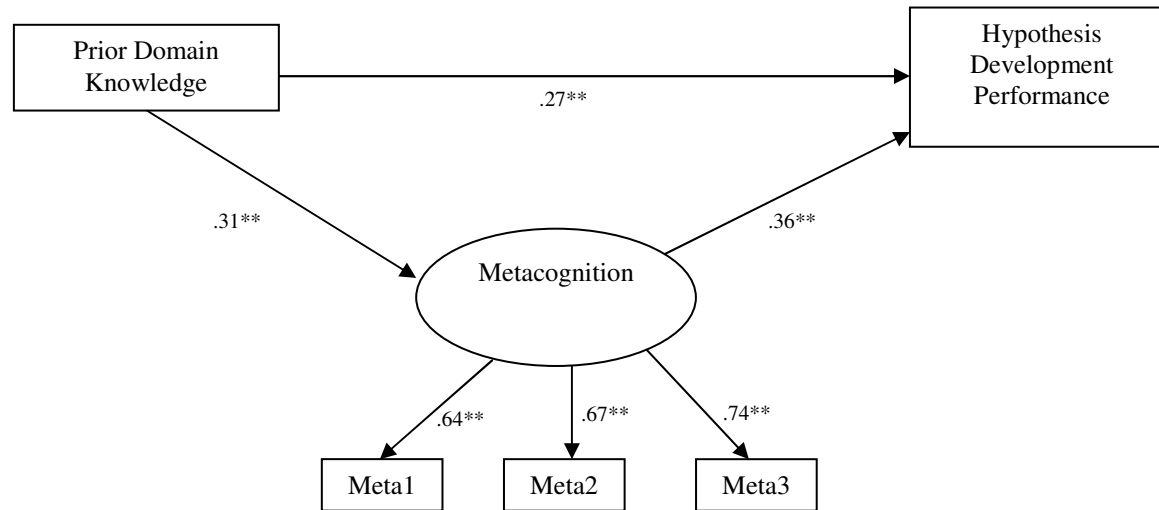 Prior Domain
Knowledge
Hypothesis
Development
Performance
.27**
.31**
.36**
Metacognition
.64**
.67**
.74**
Meta1
Meta2
Meta3